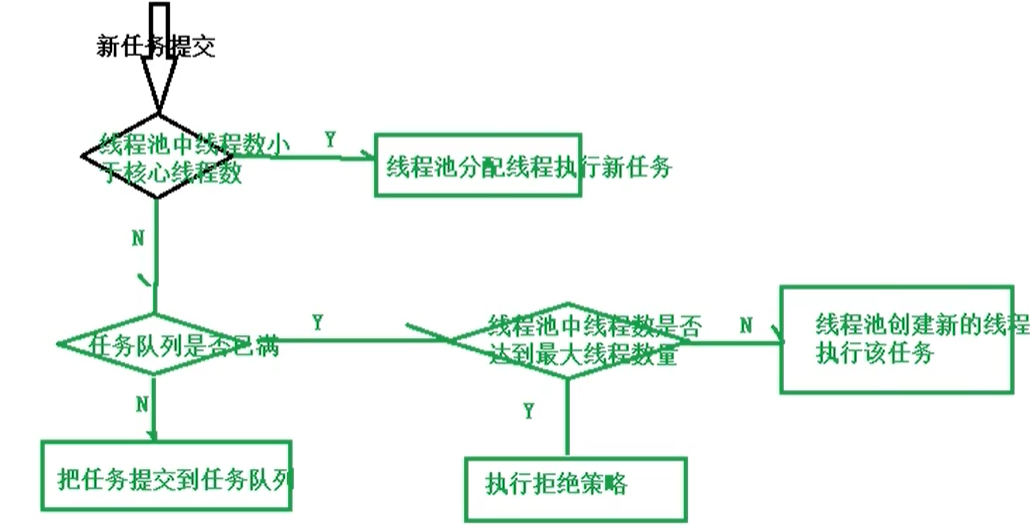 新任务提交
线程池中线程数小
于核心线程数
Y
线程池分配线程执行新任务
N
任务队列是否已满
Y
线程池中线程数是否
达到最大线程数量
N
线程池创建新的线程
执行该任务
N
Y
把任务提交到任务队列
执行拒绝策略